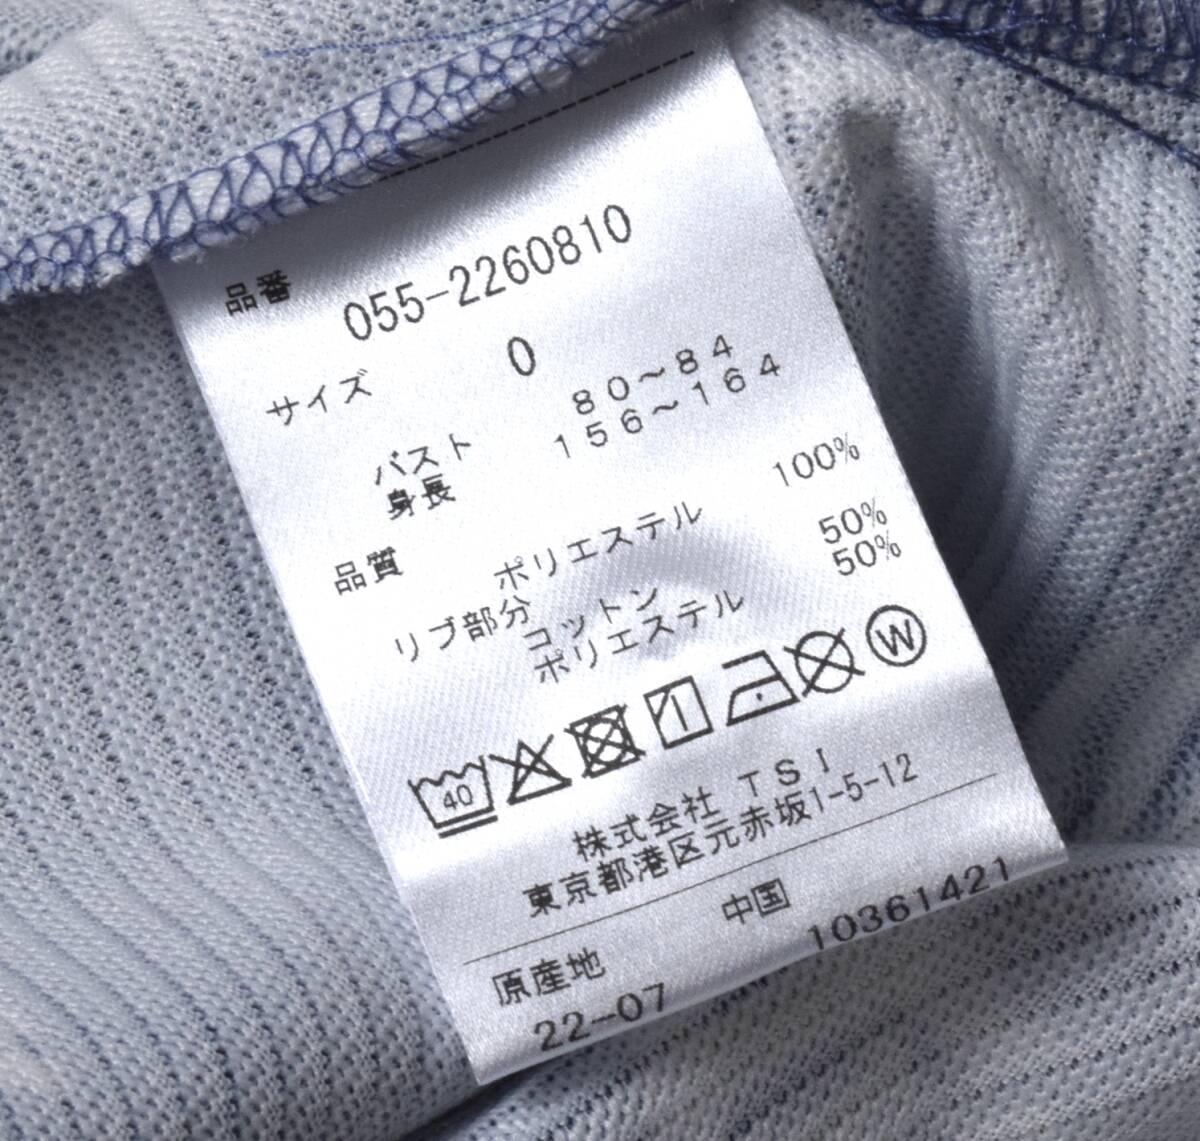 品番 055-2260810
サイズ 0
バスト 80〜84
身長 156〜164
品質 ポリエステル 100%
リブ部分
コットン 50%
ポリエステル 50%
40 W
株式会社 TSI
東京都港区元赤坂1-5-12
原産地 中国
22-07 10361421